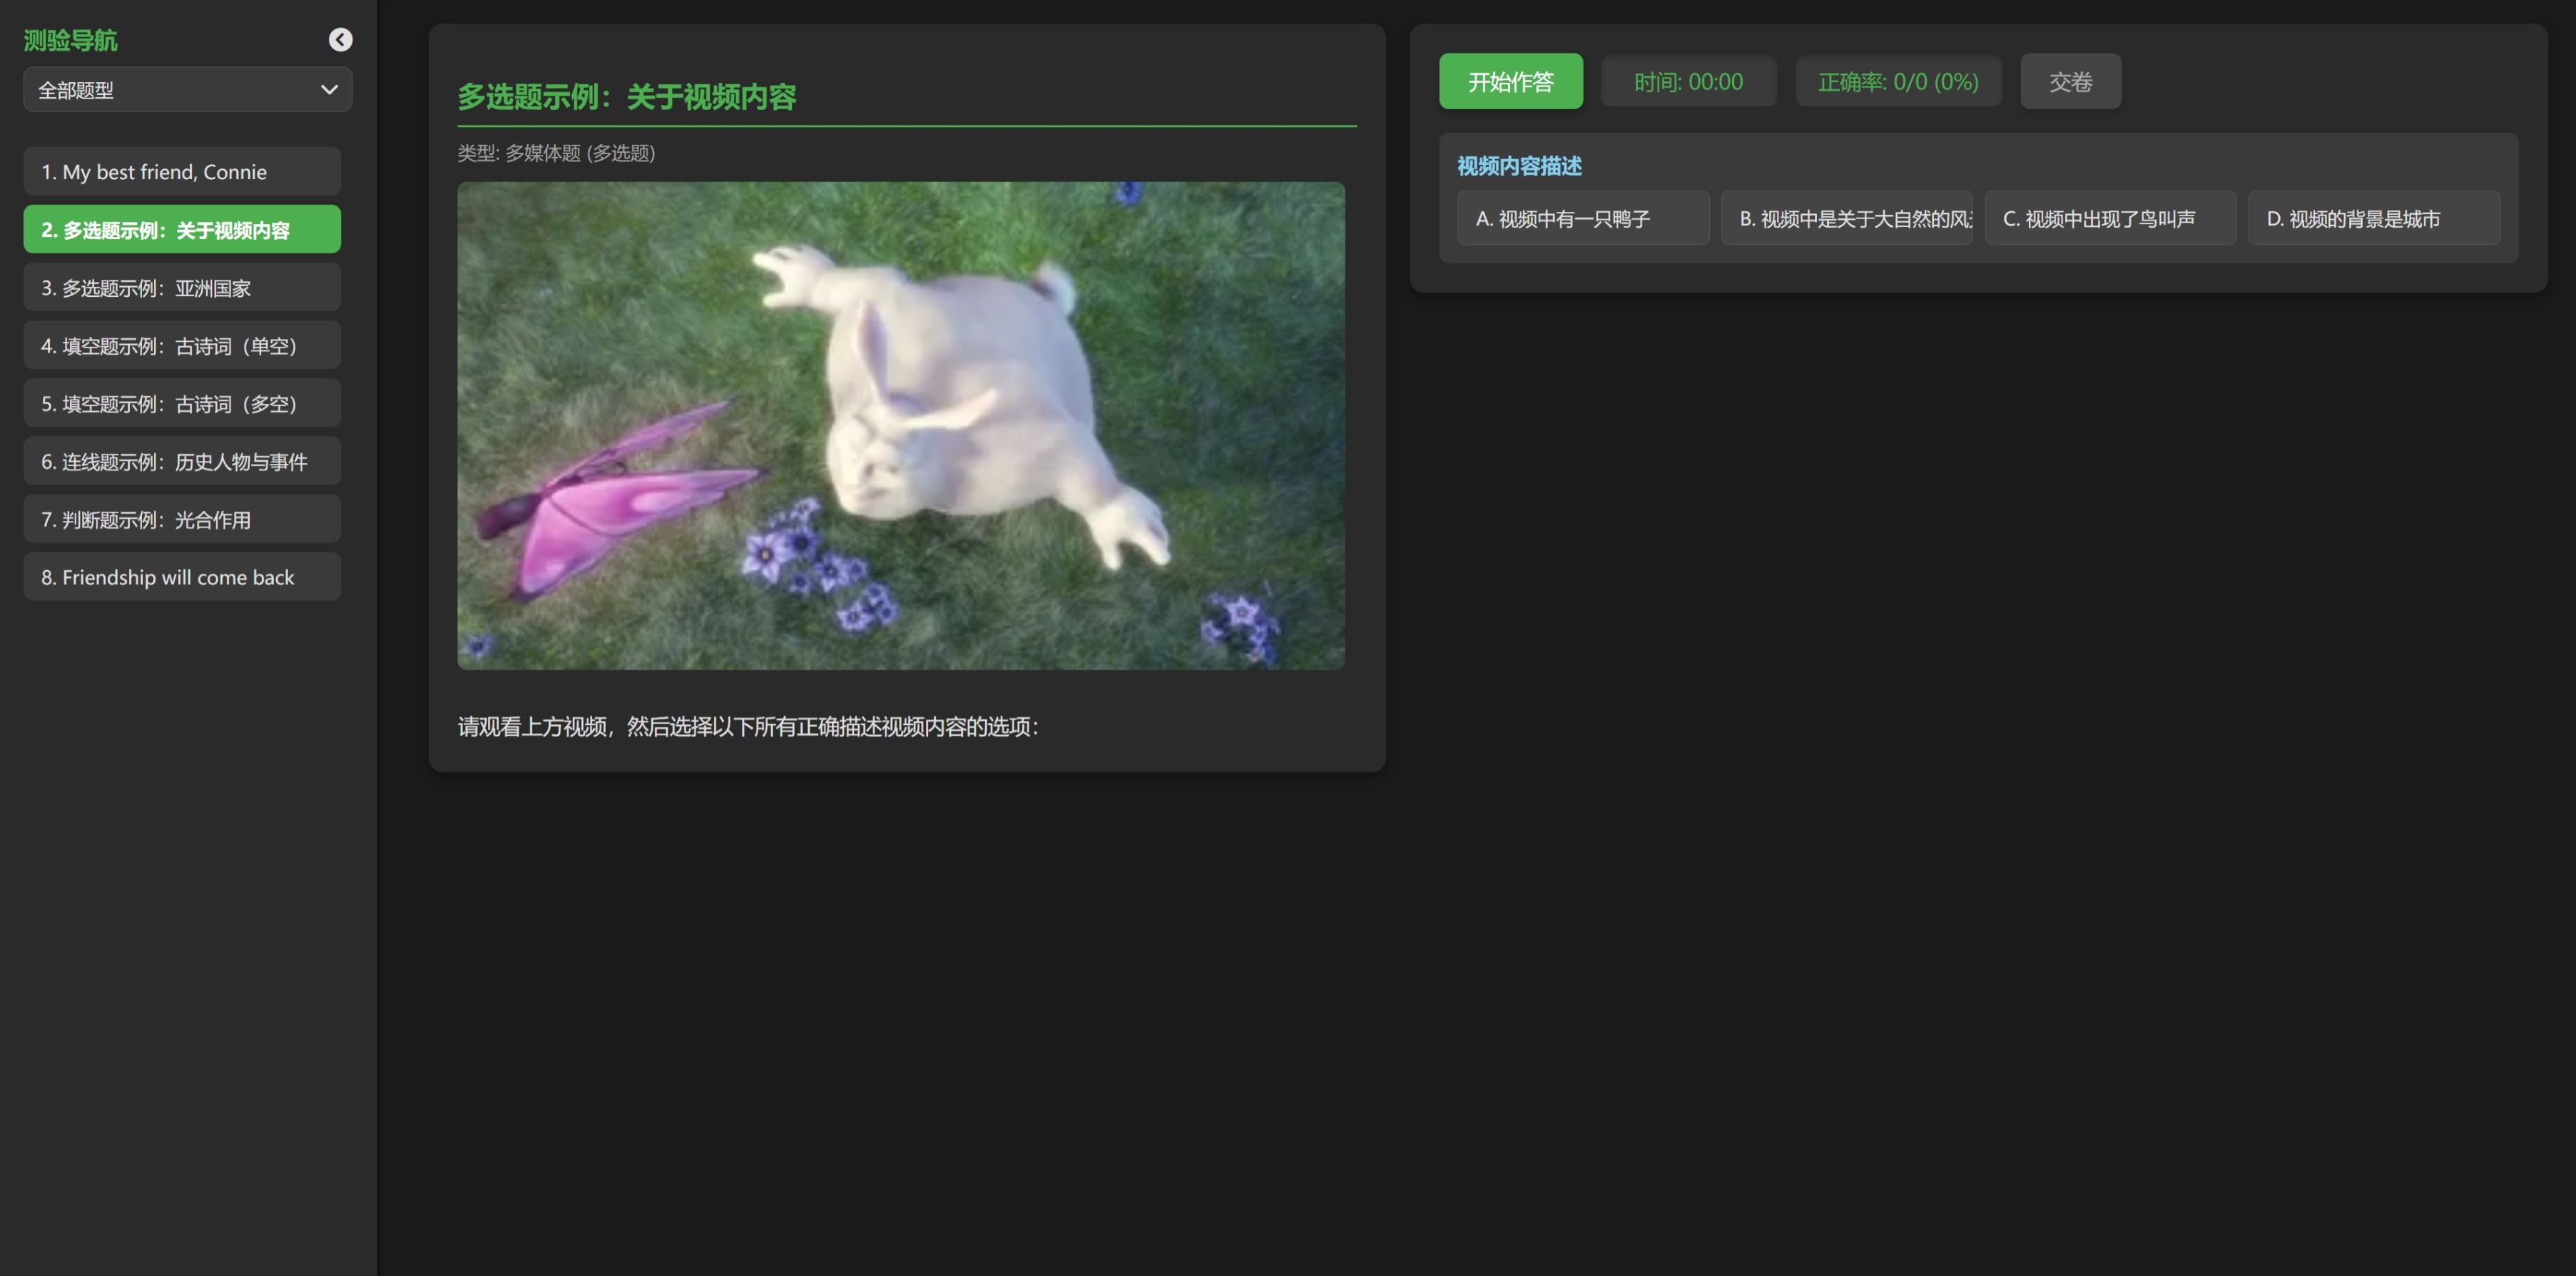 测验导航
全部题型
1. My best friend, Connie
2. 多选题示例：关于视频内容
3. 多选题示例：亚洲国家
4. 填空题示例：古诗词（单空）
5. 填空题示例：古诗词（多空）
6. 连线题示例：历史人物与事件
7. 判断题示例：光合作用
8. Friendship will come back
多选题示例：关于视频内容
类型: 多媒体题 (多选题)
请观看上方视频，然后选择以下所有正确描述视频内容的选项：
开始作答
时间: 00:00
正确率: 0/0 (0%)
交卷
视频内容描述
A. 视频中有一只鸭子
B. 视频中是关于大自然的风
C. 视频中出现了鸟叫声
D. 视频的背景是城市